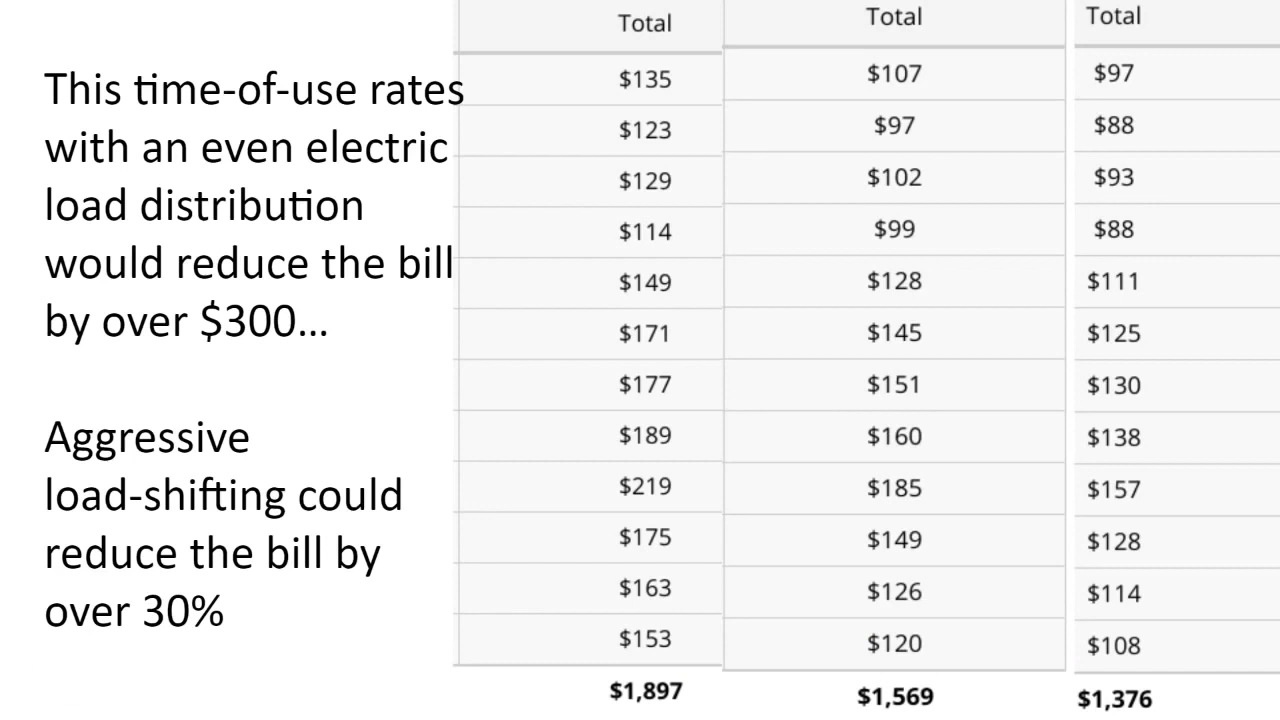 This time-of-use rates
with an even electric
load distribution
would reduce the bill
by over $300...
Aggressive
load-shifting could
reduce the bill by
over 30%
Total Total Total
$135 $107 $97
$123 $97 $88
$129 $102 $93
$114 $99 $88
$149 $128 $111
$171 $145 $125
$177 $151 $130
$189 $160 $138
$219 $185 $157
$175 $149 $128
$163 $126 $114
$153 $120 $108
$1,897 $1,569 $1,376